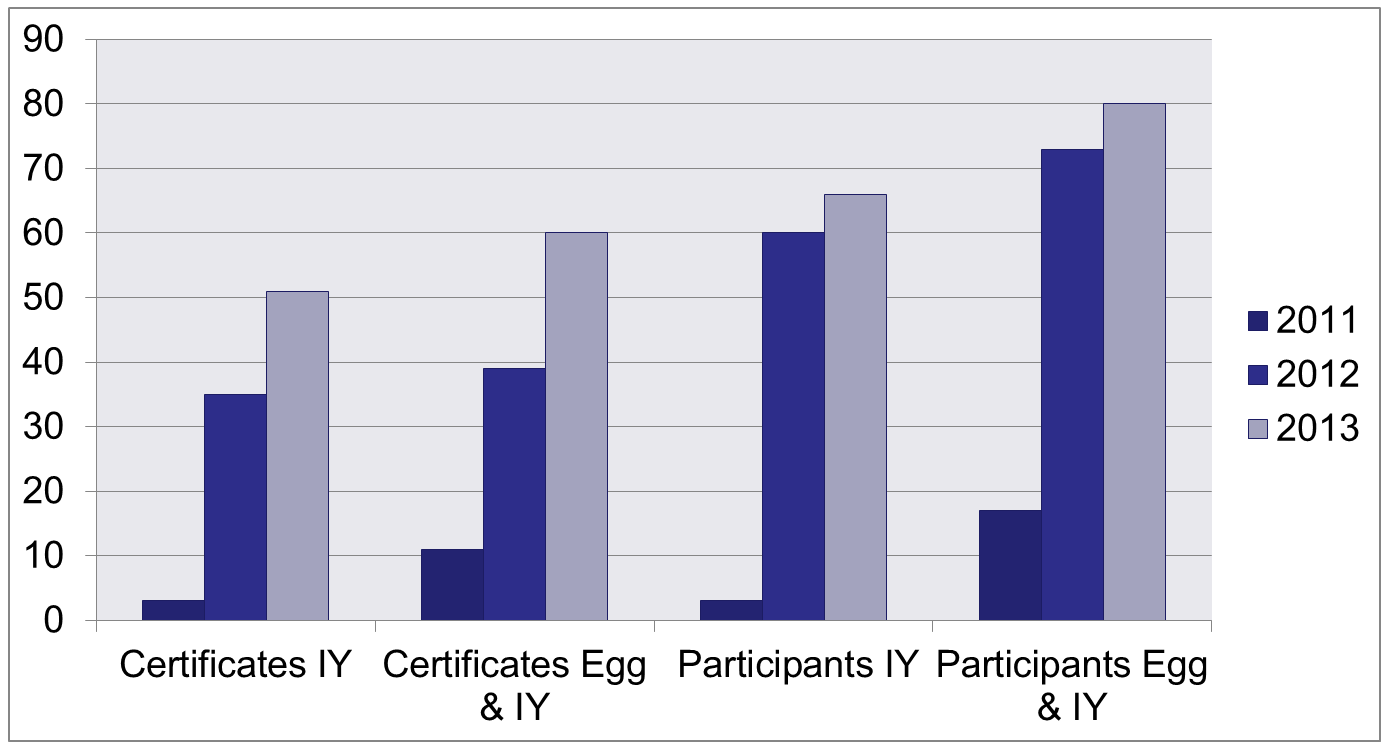 90
80
70
60
50
40
30
20
10
0
Certificates IY
Certificates Egg
& IY
Participants IY
Participants Egg
& IY
2011
2012
2013